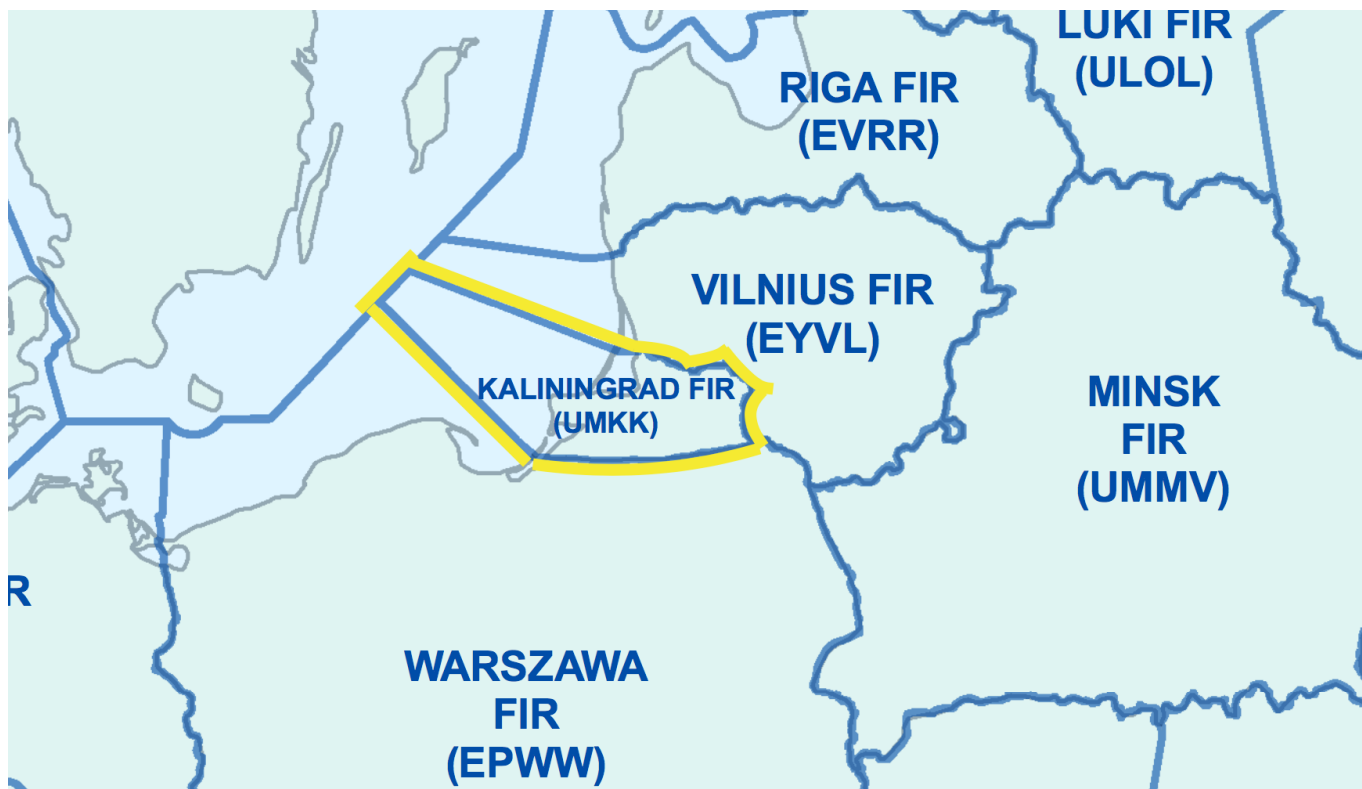 LUKI FIR
(ULOL)
RIGA FIR
(EVRR)
VILNIUS FIR
(EYVL)
KALININGRAD FIR
(UMKK)
MINSK
FIR
(UMMV)
R
WARSZAWA
FIR
(EPWW)